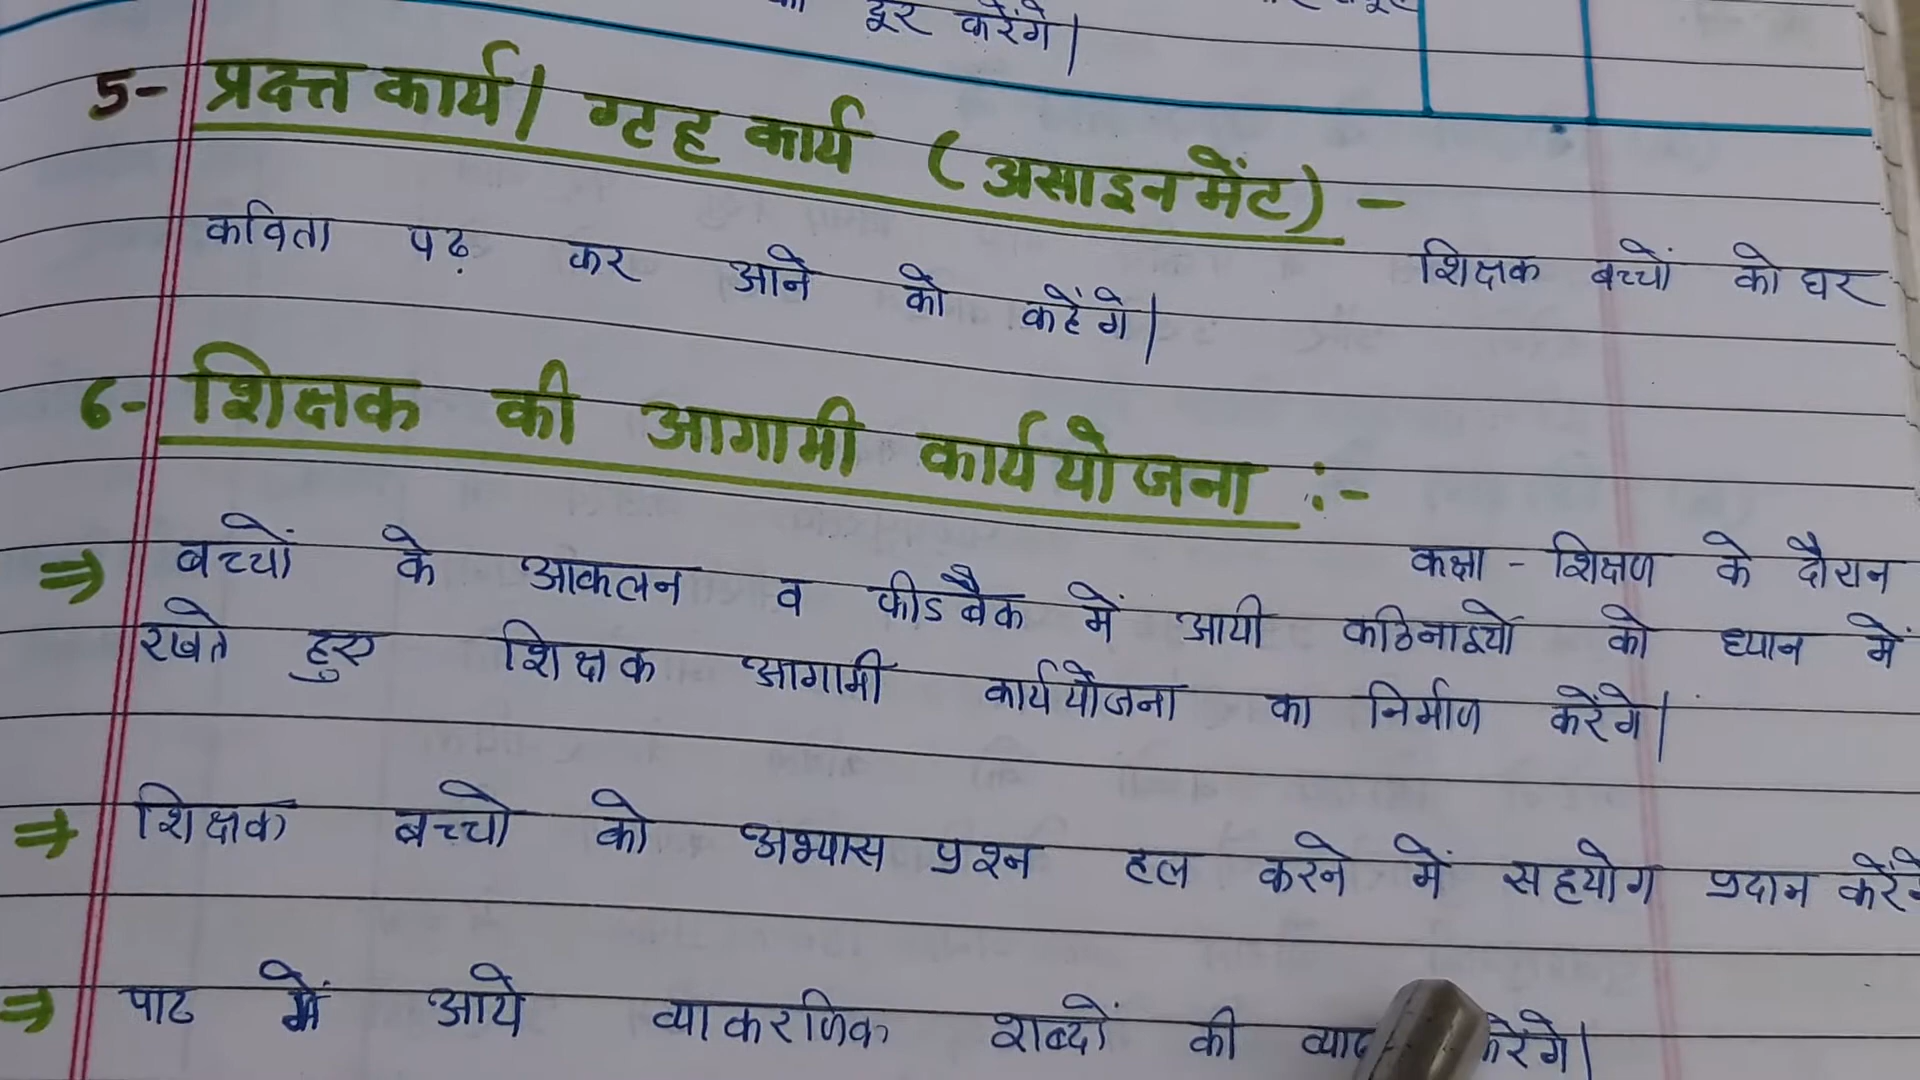 दूर करेंगे।
5- प्रदत्त कार्य/ गृह कार्य (असाइनमेंट) -
शिक्षक बच्चों को घर
कविता पढ़ कर आने को कहेंगे।
6- शिक्षक की आगामी कार्ययोजना :-
कक्षा - शिक्षण के दौरान
⇒ बच्चों के आकलन व फीडबैक में आयी कठिनाइयों को ध्यान में
रखते हुए शिक्षक आगामी कार्ययोजना का निर्माण करेंगे।
⇒ शिक्षक बच्चो को अभ्यास प्रश्न हल करने में सहयोग प्रदान
⇒ पाठ में आये व्याकरणिक शब्दों की